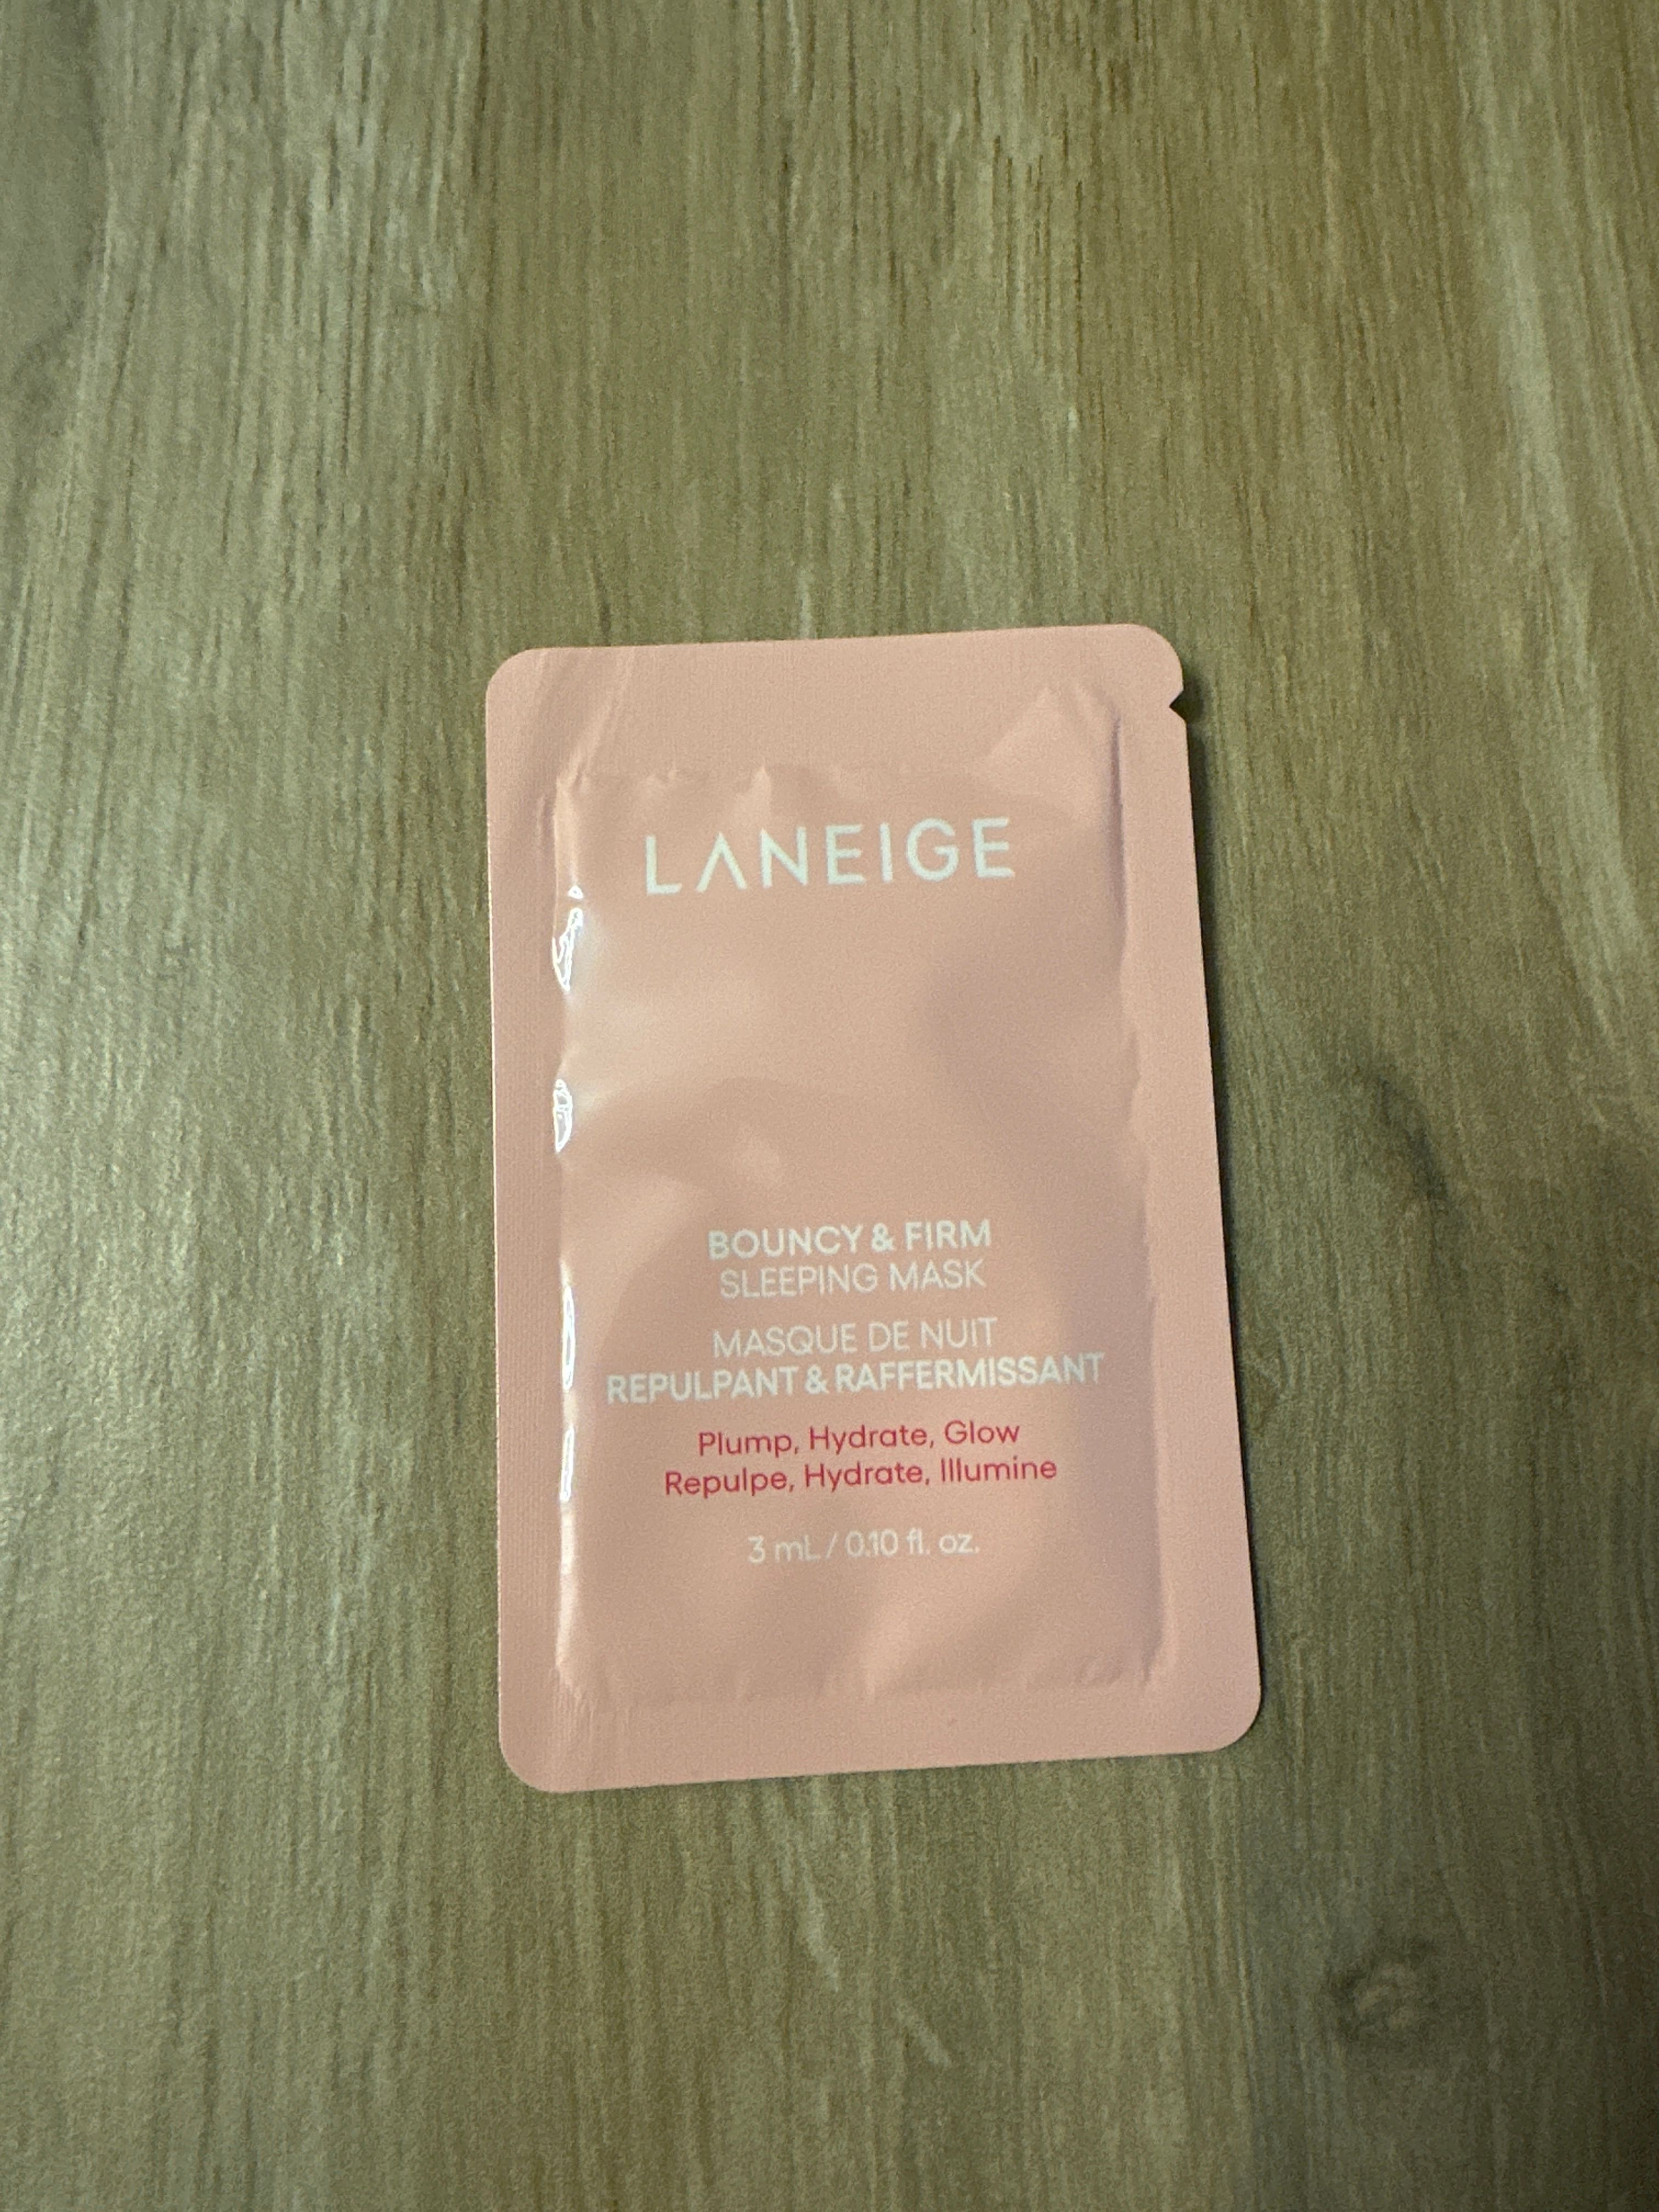 LANEIGE
BOUNCY & FIRM
SLEEPING MASK
MASQUE DE NUIT
REPULPANT & RAFFERMISSANT
Plump, Hydrate, Glow
Repulpe, Hydrate, Illumine
3 mL / 0.10 fl. oz.